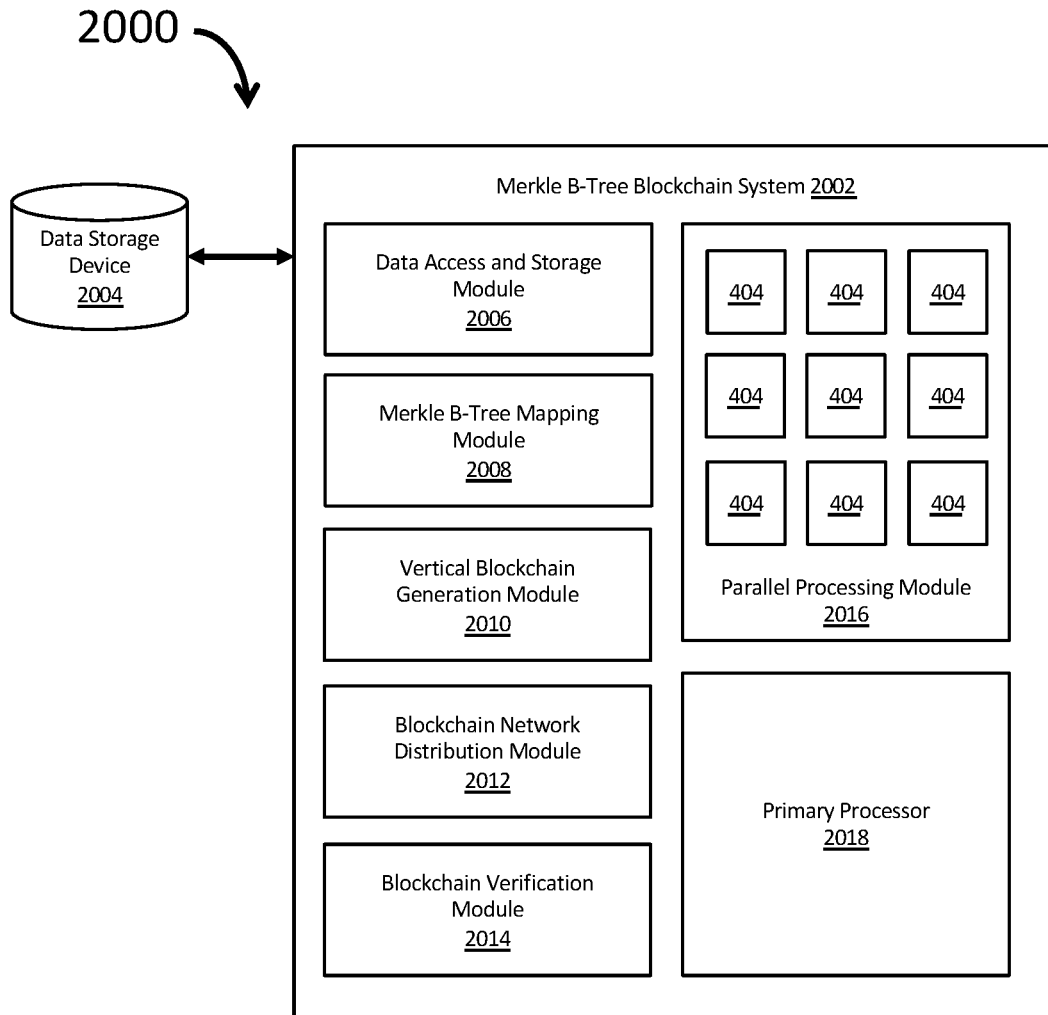 2000
Data Storage
Device
2004
Merkle B-Tree Blockchain System 2002
Data Access and Storage
Module
2006
Merkle B-Tree Mapping
Module
2008
Vertical Blockchain
Generation Module
2010
Blockchain Network
Distribution Module
2012
Blockchain Verification
Module
2014
404 404 404
404 404 404
404 404 404
Parallel Processing Module
2016
Primary Processor
2018